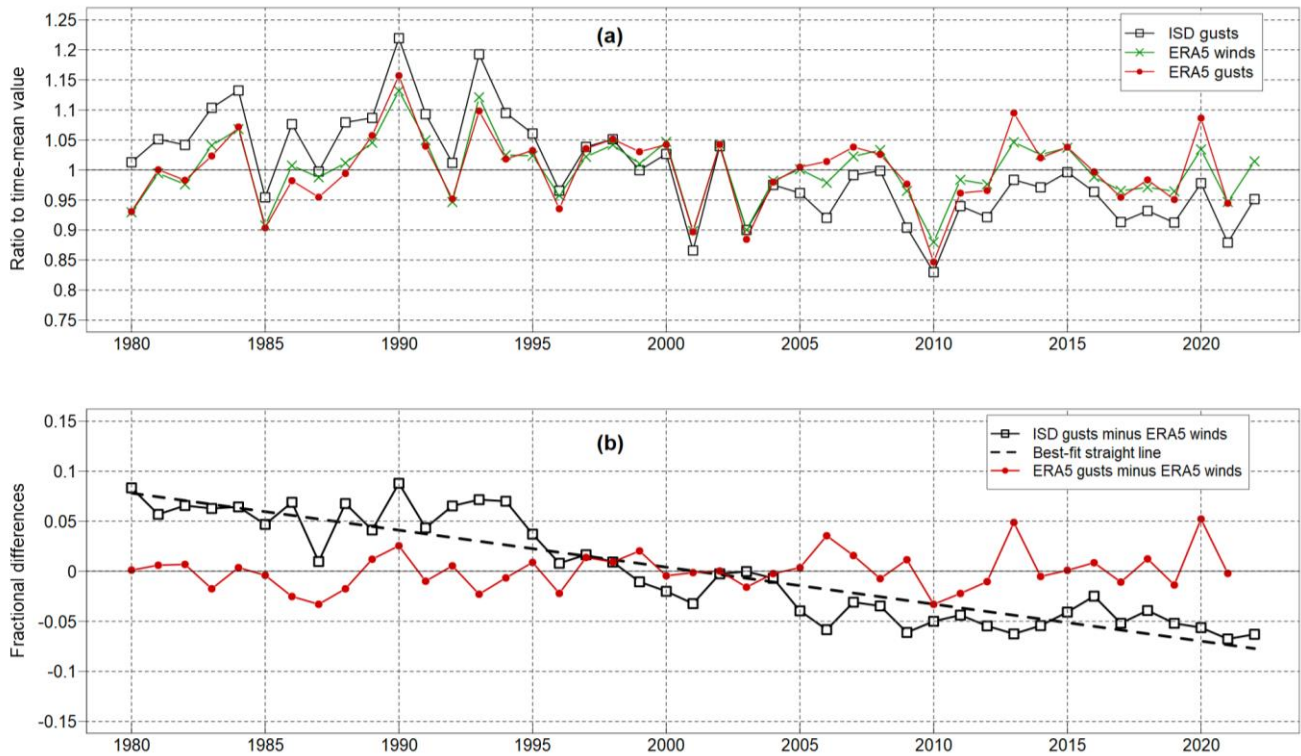 (a)
ISD gusts
ERA5 winds
ERA5 gusts
Ratio to time-mean value
1.25
1.2
1.15
1.1
1.05
1
0.95
0.9
0.85
0.8
0.75
1980 1985 1990 1995 2000 2005 2010 2015 2020
(b)
ISD gusts minus ERA5 winds
Best-fit straight line
ERA5 gusts minus ERA5 winds
Fractional differences
0.15
0.1
0.05
0
-0.05
-0.1
-0.15
1980 1985 1990 1995 2000 2005 2010 2015 2020